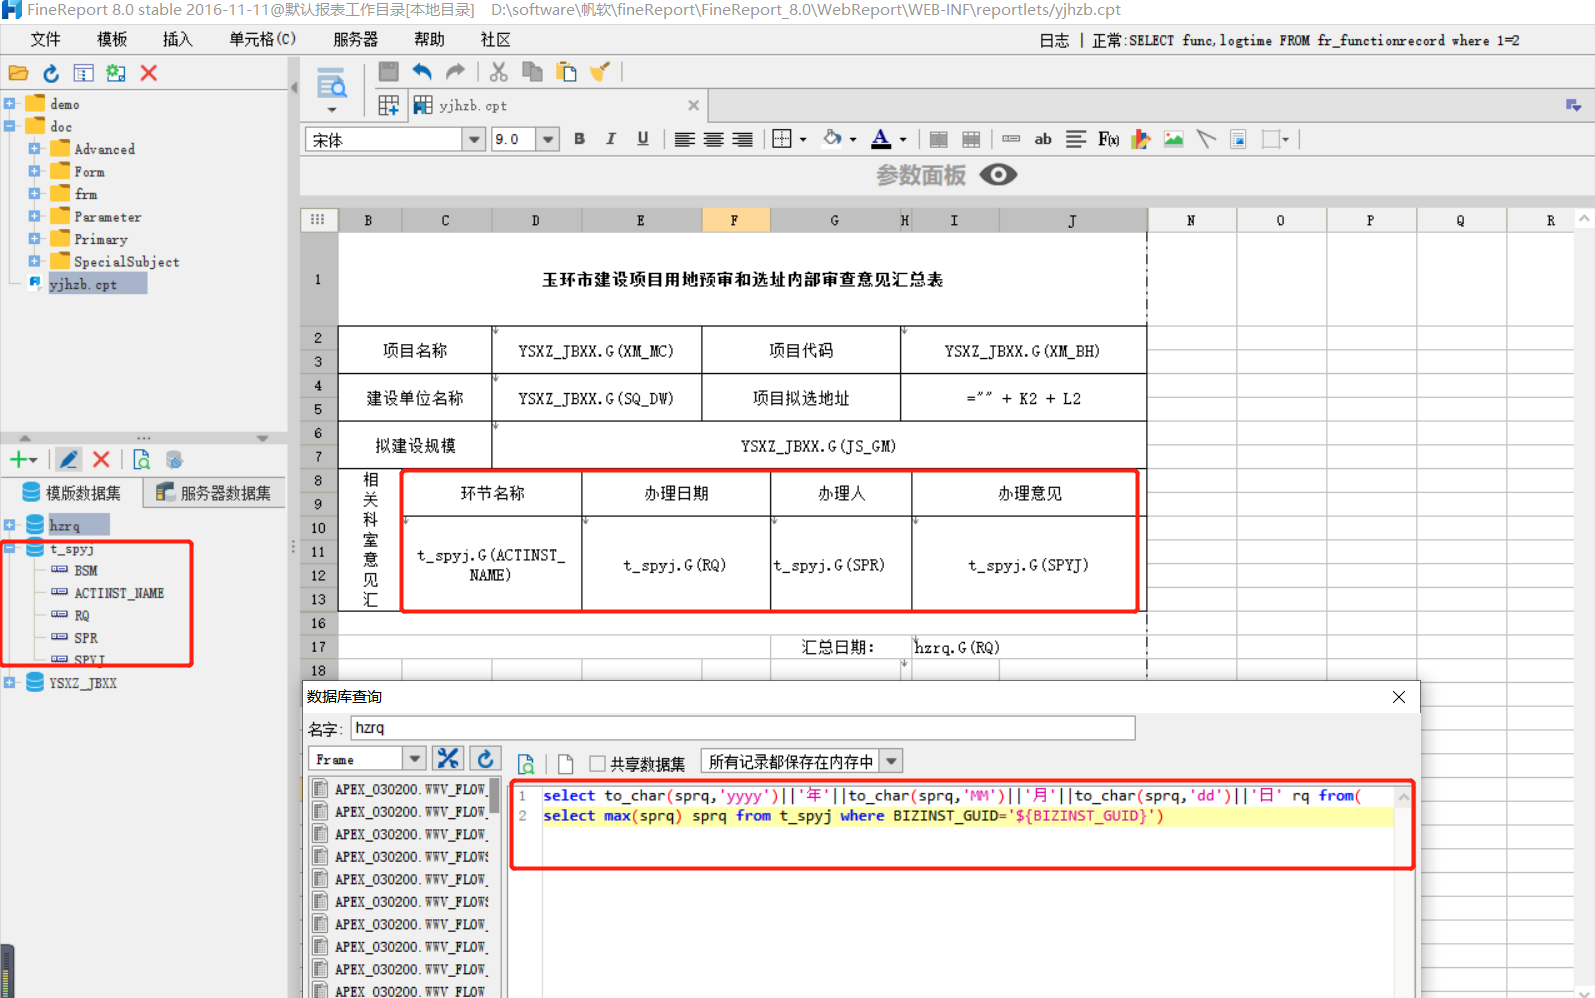 FineReport 8.0 stable 2016-11-11@默认报表工作目录[本地目录] D:\software\帆软\fineReport\FineReport_8.0\WebReport\WEB-INF\reportlets/yjhzb.cpt
文件 模板 插入 单元格(C) 服务器 帮助 社区 日志 | 正常:SELECT func,logtime FROM fr_functionrecord where 1=2
demo
doc
Advanced
Form
frm
Parameter
Primary
SpecialSubject
yjhzb.cpt
yjhzb.cpt
宋体 9.0 B I U A ab F(x)
参数面板
B C D E F G H I J N O P Q R
1 玉环市建设项目用地预审和选址内部审查意见汇总表
2
项目名称 YSXZ_JBXX.G(XM_MC) 项目代码 YSXZ_JBXX.G(XM_BH)
3
4
建设单位名称 YSXZ_JBXX.G(SQ_DW) 项目拟选地址 ="" + K2 + L2
5
6
拟建设规模 YSXZ_JBXX.G(JS_GM)
7
8
9
10
11
12
13
相关科室意见汇
环节名称 办理日期 办理人 办理意见
t_spyj.G(ACTINST_
NAME)
t_spyj.G(RQ) t_spyj.G(SPR) t_spyj.G(SPYJ)
16
17 汇总日期: hzrq.G(RQ)
18
模版数据集 服务器数据集
hzrq
t_spyj
BSM
ACTINST_NAME
RQ
SPR
SPYJ
YSXZ_JBXX
数据库查询
名字: hzrq
Frame 共享数据集 所有记录都保存在内存中
APEX_030200.WWV_FLOW_
APEX_030200.WWV_FLOW_
APEX_030200.WWV_FLOW_
APEX_030200.WWV_FLOWS
APEX_030200.WWV_FLOW_
APEX_030200.WWV_FLOWS
APEX_030200.WWV_FLOW_
APEX_030200.WWV_FLOW_
APEX_030200.WWV_FLOW_
APEX_030200.WWV_FLOW
1 select to_char(sprq,'yyyy')||'年'||to_char(sprq,'MM')||'月'||to_char(sprq,'dd')||'日' rq from(
2 select max(sprq) sprq from t_spyj where BIZINST_GUID='${BIZINST_GUID}')